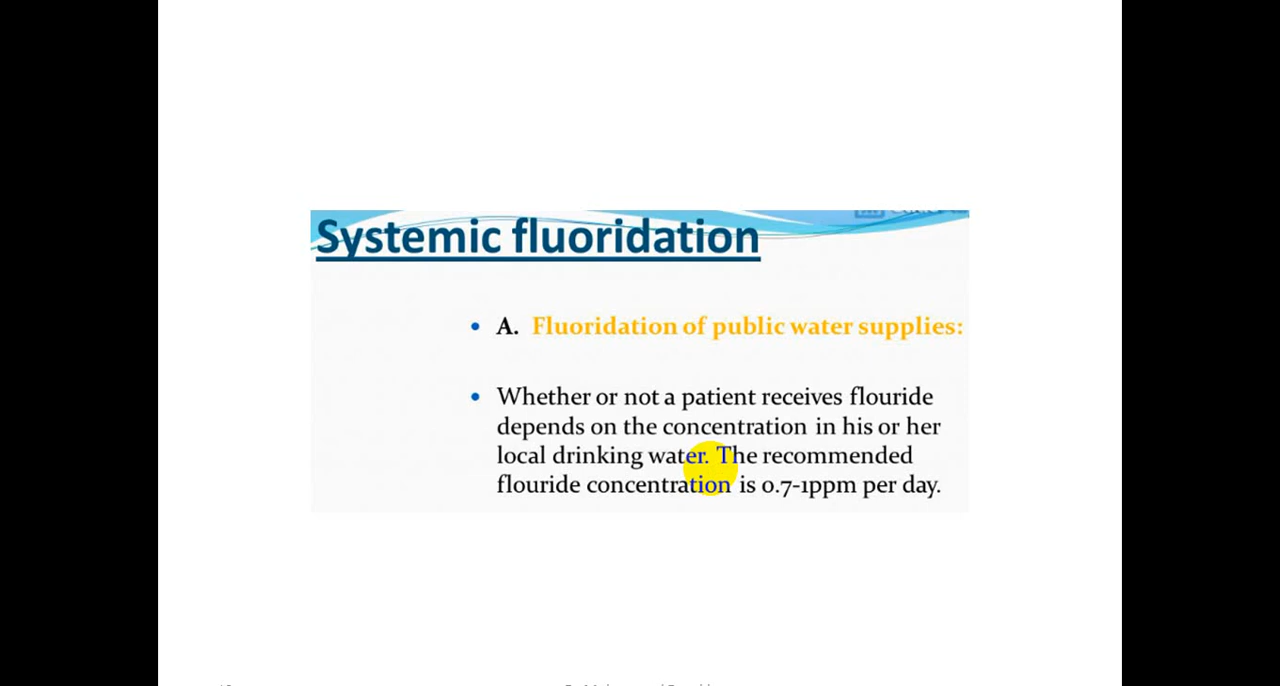 Systemic fluoridation
• A. Fluoridation of public water supplies:
• Whether or not a patient receives flouride
depends on the concentration in his or her
local drinking water. The recommended
flouride concentration is 0.7-1ppm per day.